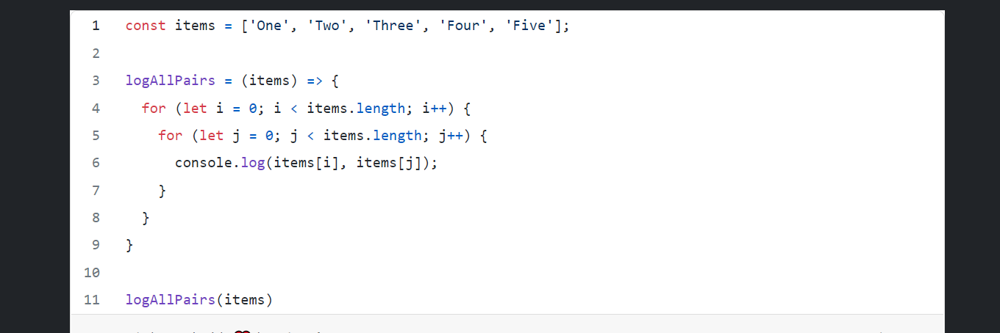 1 const items = ['One', 'Two', 'Three', 'Four', 'Five'];
2
3 logAllPairs = (items) => {
4   for (let i = 0; i < items.length; i++) {
5     for (let j = 0; j < items.length; j++) {
6       console.log(items[i], items[j]);
7     }
8   }
9 }
10
11 logAllPairs(items)